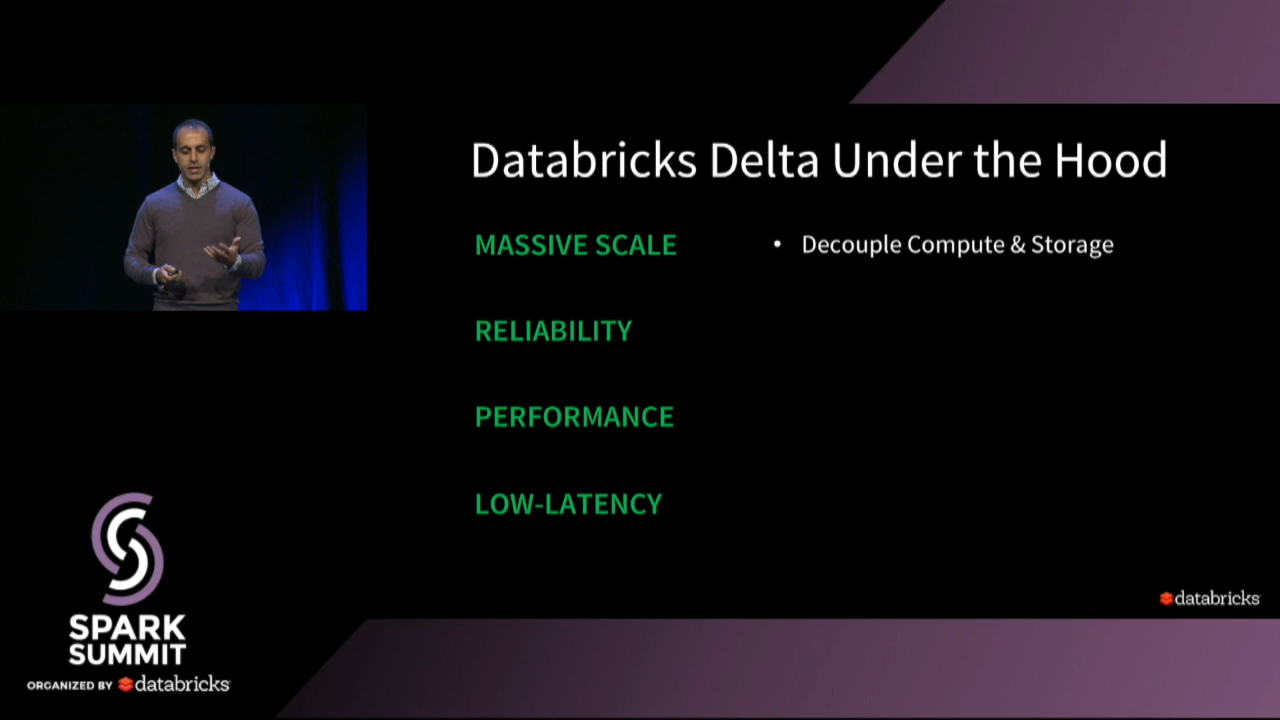 Databricks Delta Under the Hood
MASSIVE SCALE
• Decouple Compute & Storage
RELIABILITY
PERFORMANCE
LOW-LATENCY
databricks
SPARK
SUMMIT
ORGANIZED BY databricks